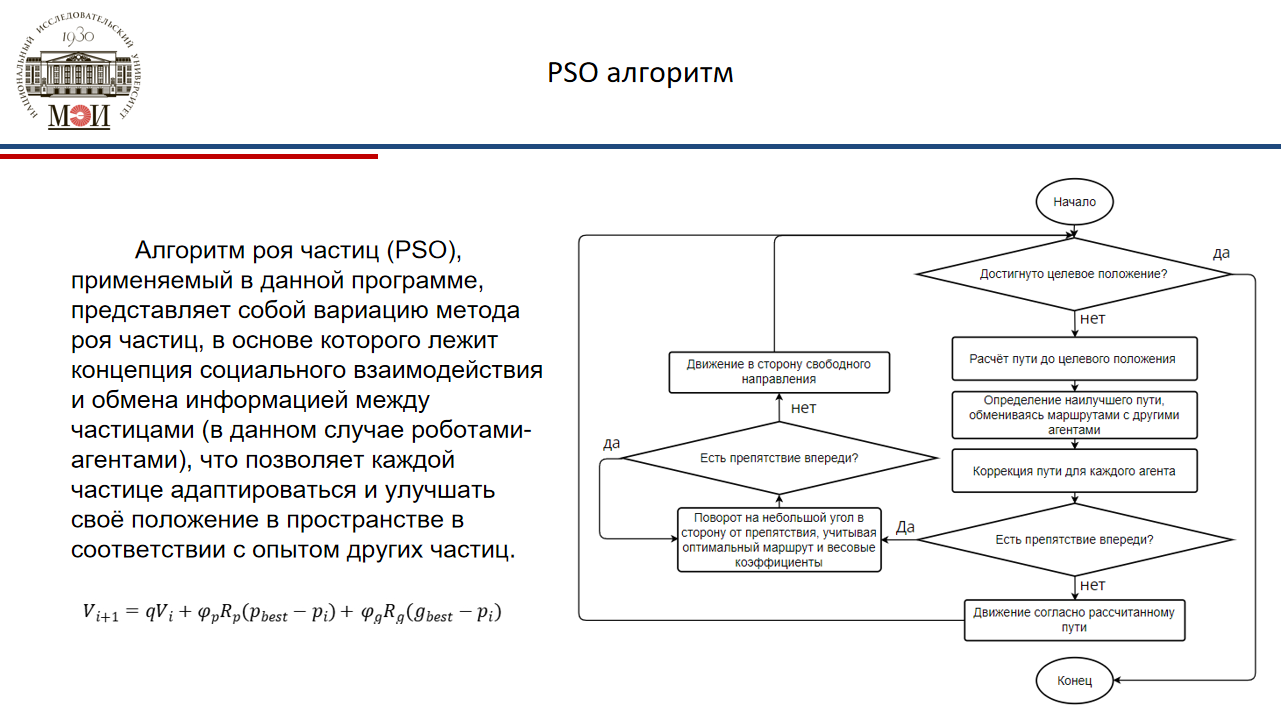 НАЦИОНАЛЬНЫЙ ИССЛЕДОВАТЕЛЬСКИЙ УНИВЕРСИТЕТ
1930
МЭИ
PSO алгоритм
Алгоритм роя частиц (PSO),
применяемый в данной программе,
представляет собой вариацию метода
роя частиц, в основе которого лежит
концепция социального взаимодействия
и обмена информацией между
частицами (в данном случае роботами-
агентами), что позволяет каждой
частице адаптироваться и улучшать
своё положение в пространстве в
соответствии с опытом других частиц.
V_{i+1} = qV_i + φ_pR_p(p_{best} − p_i) + φ_gR_g(g_{best} − p_i)
Начало
Достигнуто целевое положение?
да
нет
Расчёт пути до целевого положения
Определение наилучшего пути,
обмениваясь маршрутами с другими
агентами
Коррекция пути для каждого агента
Есть препятствие впереди?
Да
нет
Поворот на небольшой угол в
сторону от препятствия, учитывая
оптимальный маршрут и весовые
коэффициенты
Есть препятствие впереди?
да
нет
Движение в сторону свободного
направления
Движение согласно рассчитанному
пути
Конец